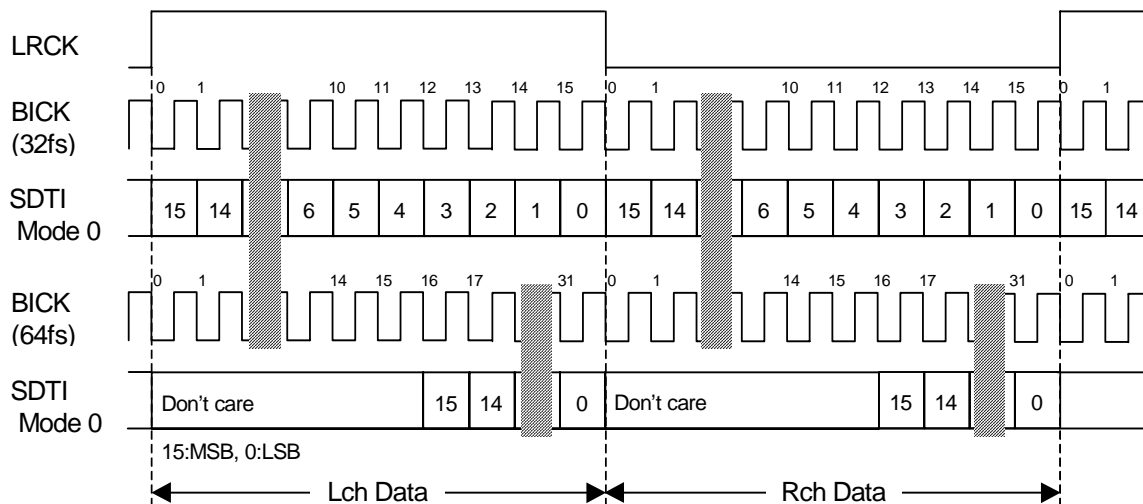 LRCK
0 1 10 11 12 13 14 15 0 1 10 11 12 13 14 15 0 1
BICK
(32fs)
SDTI
Mode 0
15 14 6 5 4 3 2 1 0 15 14 6 5 4 3 2 1 0 15 14
0 1 14 15 16 17 31 0 1 14 15 16 17 31 0 1
BICK
(64fs)
SDTI
Mode 0
Don't care 15 14 0 Don't care 15 14 0
15:MSB, 0:LSB
Lch Data Rch Data